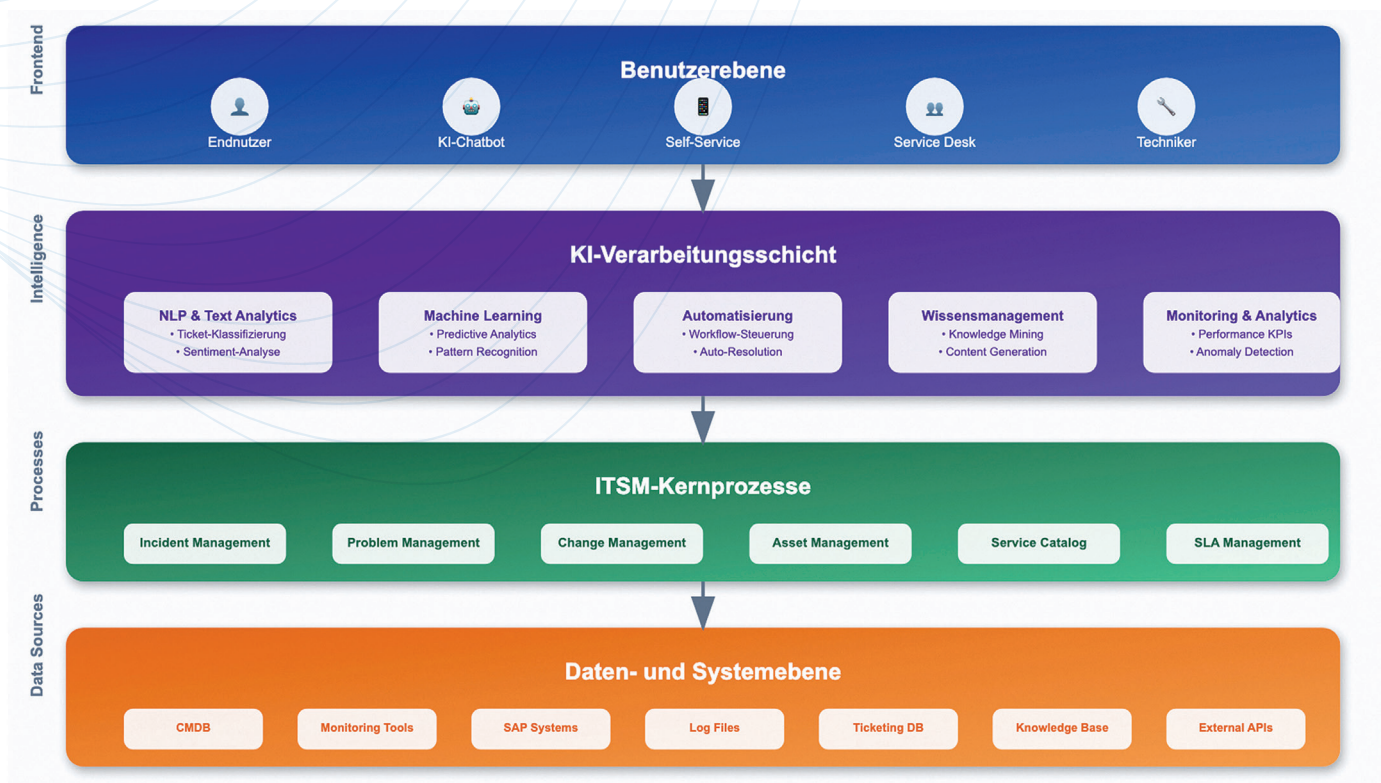 Frontend
Benutzerebene
Endnutzer
KI-Chatbot
Self-Service
Service Desk
Techniker
Intelligence
KI-Verarbeitungsschicht
NLP & Text Analytics
• Ticket-Klassifizierung
• Sentiment-Analyse
Machine Learning
• Predictive Analytics
• Pattern Recognition
Automatisierung
• Workflow-Steuerung
• Auto-Resolution
Wissensmanagement
• Knowledge Mining
• Content Generation
Monitoring & Analytics
• Performance KPIs
• Anomaly Detection
Processes
ITSM-Kernprozesse
Incident Management
Problem Management
Change Management
Asset Management
Service Catalog
SLA Management
Data Sources
Daten- und Systemebene
CMDB
Monitoring Tools
SAP Systems
Log Files
Ticketing DB
Knowledge Base
External APIs